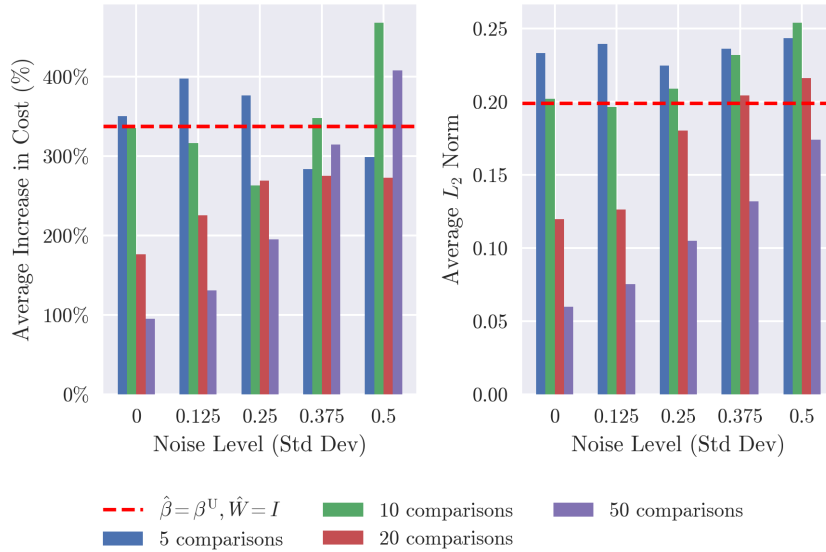 Average Increase in Cost (%)
400%
300%
200%
100%
0%
0 0.125 0.25 0.375 0.5
Noise Level (Std Dev)
Average L₂ Norm
0.25
0.20
0.15
0.10
0.05
0.00
0 0.125 0.25 0.375 0.5
Noise Level (Std Dev)
β̂ = βᵁ, Ŵ = I
5 comparisons
10 comparisons
20 comparisons
50 comparisons